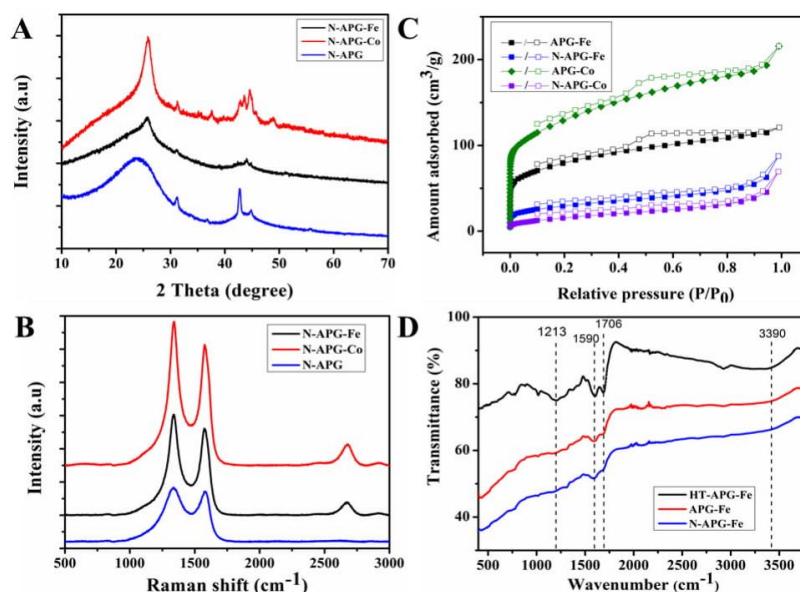 A
Intensity (a.u)
N-APG-Fe
N-APG-Co
N-APG
10 20 30 40 50 60 70
2 Theta (degree)
C
Amount adsorbed (cm³/g)
200
100
0
/ APG-Fe
/ N-APG-Fe
/ APG-Co
/ N-APG-Co
0.0 0.2 0.4 0.6 0.8 1.0
Relative pressure (P/P₀)
B
Intensity (a.u)
N-APG-Fe
N-APG-Co
N-APG
500 1000 1500 2000 2500 3000
Raman shift (cm⁻¹)
D
Transmittance (%)
100
80
60
40
1213
1590
1706
3390
HT-APG-Fe
APG-Fe
N-APG-Fe
500 1000 1500 2000 2500 3000 3500
Wavenumber (cm⁻¹)